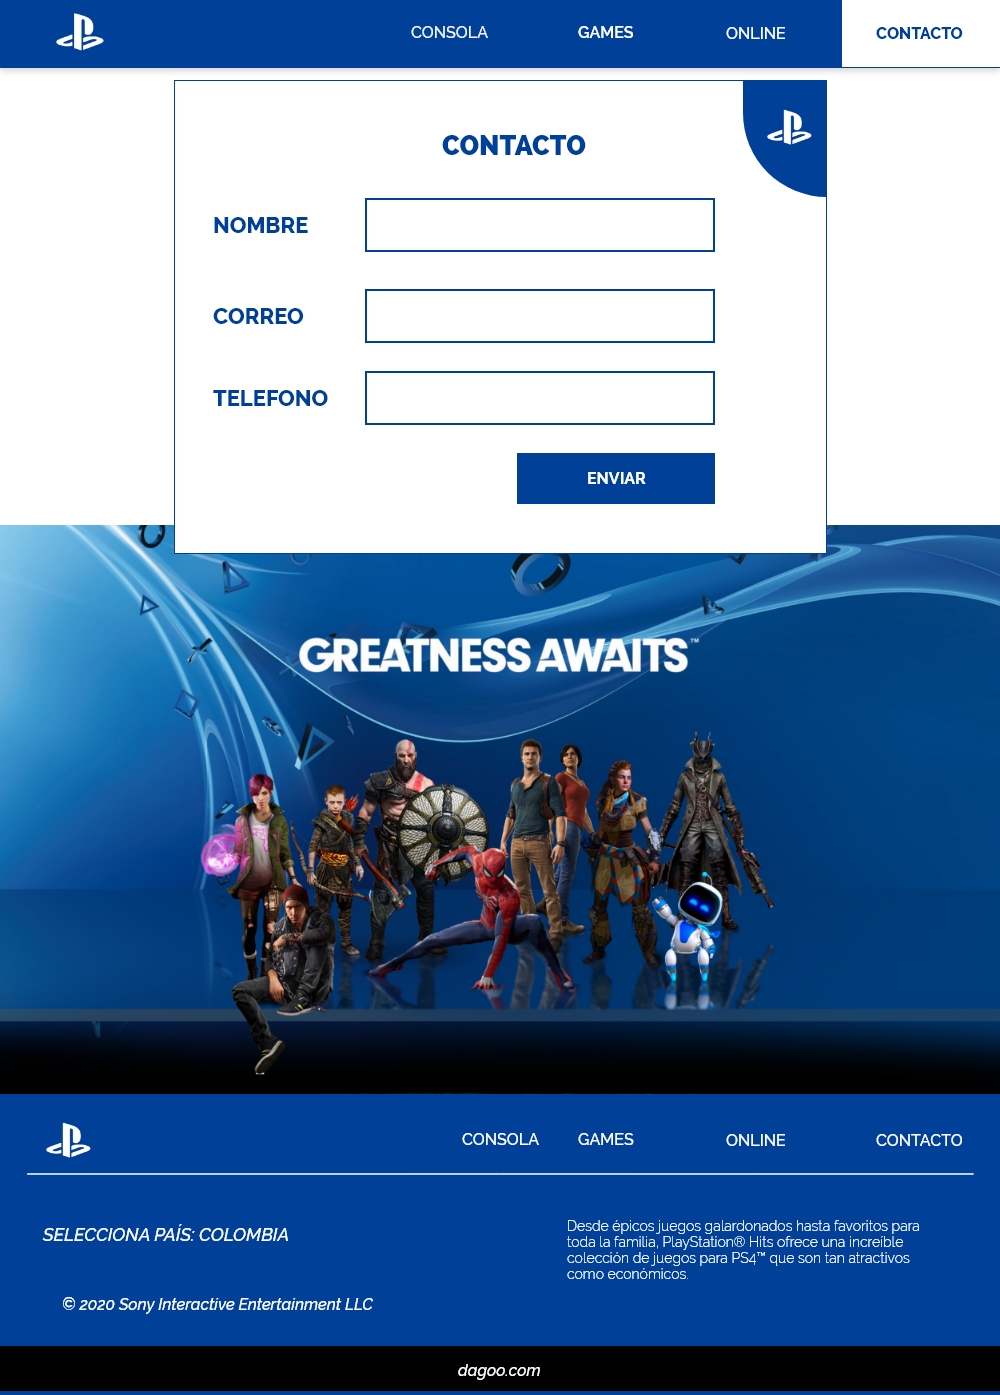 CONSOLA GAMES ONLINE CONTACTO
CONTACTO
NOMBRE
CORREO
TELEFONO
ENVIAR
GREATNESS AWAITS™
CONSOLA GAMES ONLINE CONTACTO
SELECCIONA PAÍS: COLOMBIA
Desde épicos juegos galardonados hasta favoritos para
toda la familia, PlayStation® Hits ofrece una increíble
colección de juegos para PS4™ que son tan atractivos
como económicos.
© 2020 Sony Interactive Entertainment LLC
dagoo.com